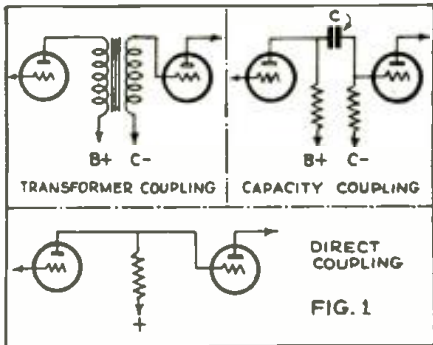 C
B+ C-
TRANSFORMER COUPLING
B+ C-
CAPACITY COUPLING
+
DIRECT
COUPLING
FIG. 1